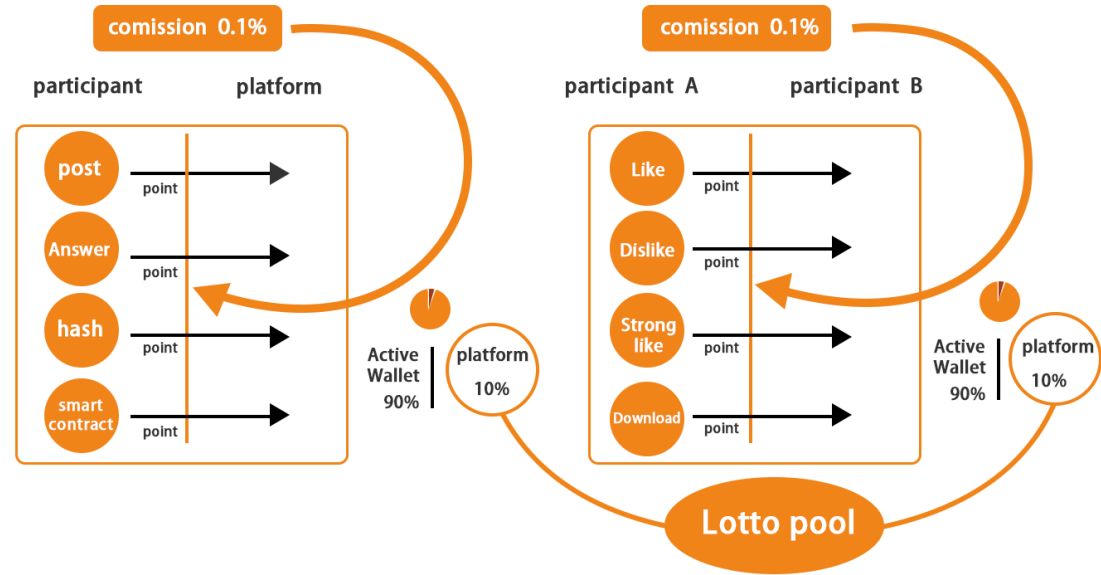 comission 0.1%
participant platform
post
point
Answer
point
hash
point
smart
contract
point
Active
Wallet
90%
platform
10%
comission 0.1%
participant A participant B
Like
point
Dislike
point
Strong
like
point
Download
point
Active
Wallet
90%
platform
10%
Lotto pool